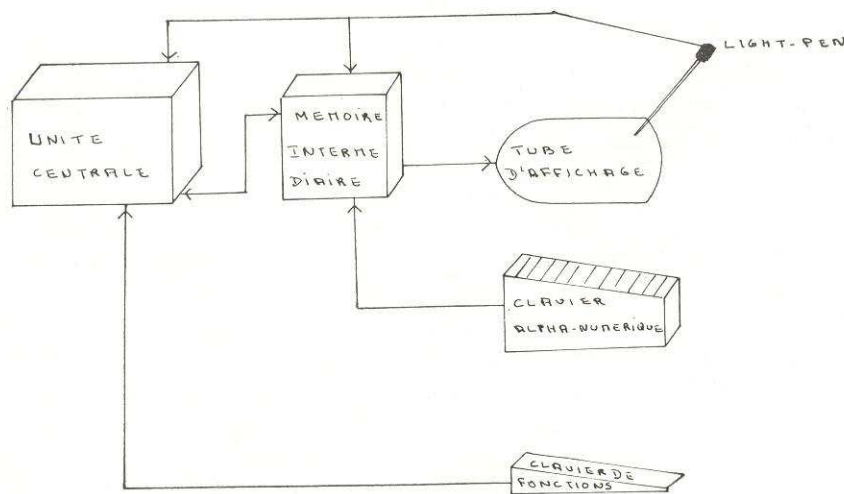 LIGHT-PEN
UNITE
CENTRALE
MEMOIRE
INTERME
DIAIRE
TUBE
D'AFFICHAGE
CLAVIER
ALPHA-NUMERIQUE
CLAVIER DE
FONCTIONS